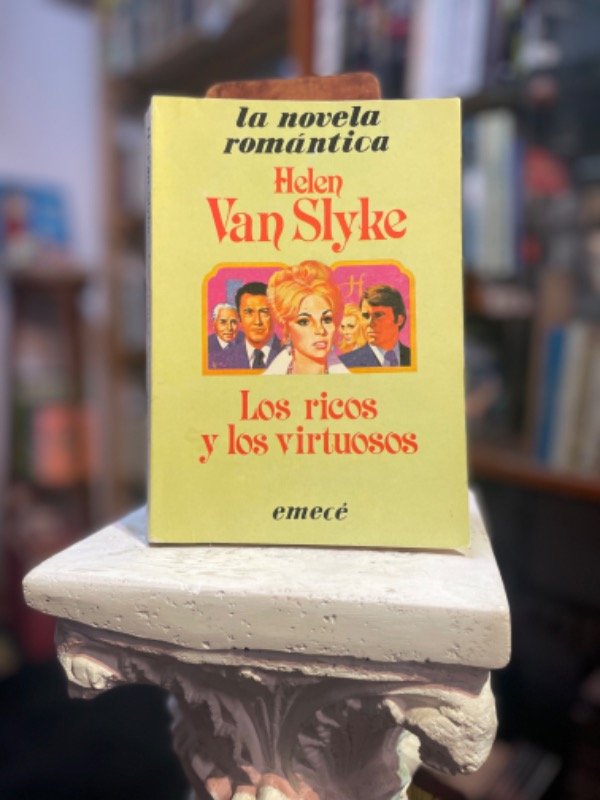 la novela
romántica
Helen
Van Slyke
Los ricos
y los virtuosos
emecé